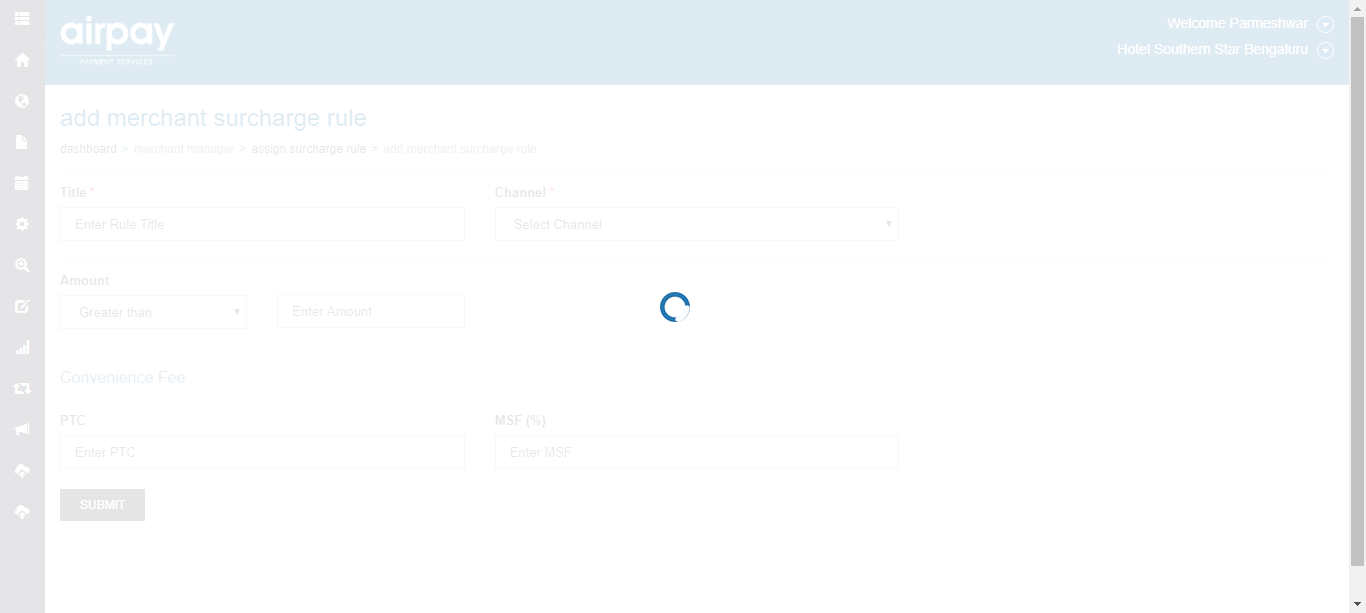 airpay
PAYMENT SERVICES
Welcome Parmeshwar
Hotel Southern Star Bengaluru
add merchant surcharge rule
dashboard > merchant manager > assign surcharge rule > add merchant surcharge rule
Title * Channel *
Enter Rule Title Select Channel
Amount
Greater than Enter Amount
Convenience Fee
PTC MSF (%)
Enter PTC Enter MSF
SUBMIT